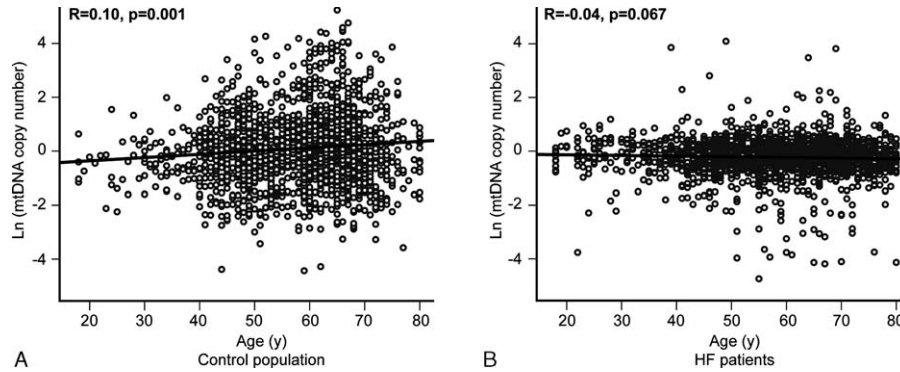 R=0.10, p=0.001
4
2
0
-2
-4
Ln (mtDNA copy number)
20 30 40 50 60 70 80
Age (y)
A Control population
R=-0.04, p=0.067
4
2
0
-2
-4
Ln (mtDNA copy number)
20 30 40 50 60 70 80
Age (y)
B HF patients